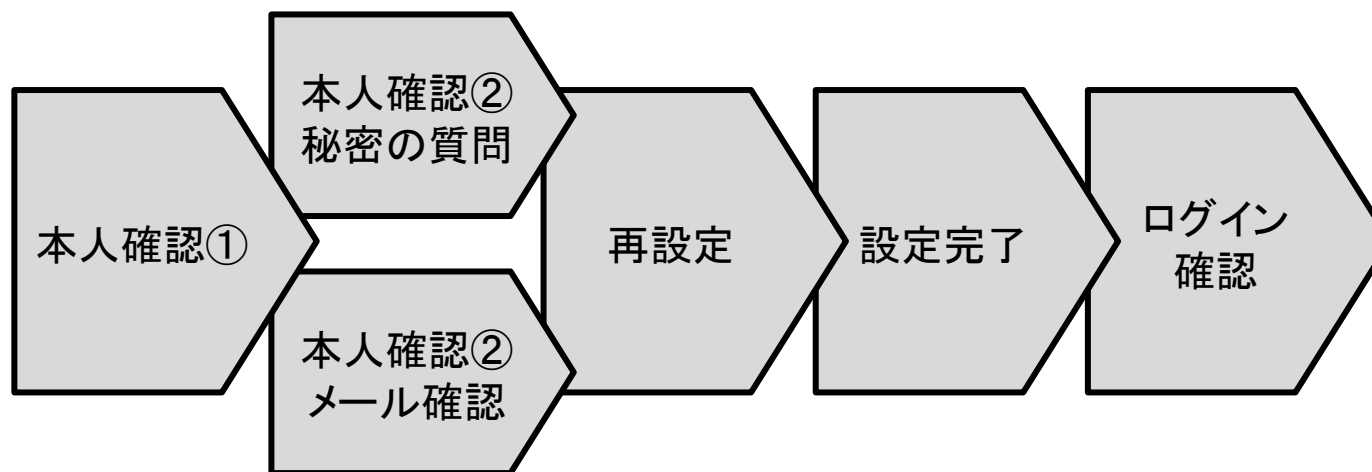 本人確認①
本人確認②
秘密の質問
本人確認②
メール確認
再設定
設定完了
ログイン
確認